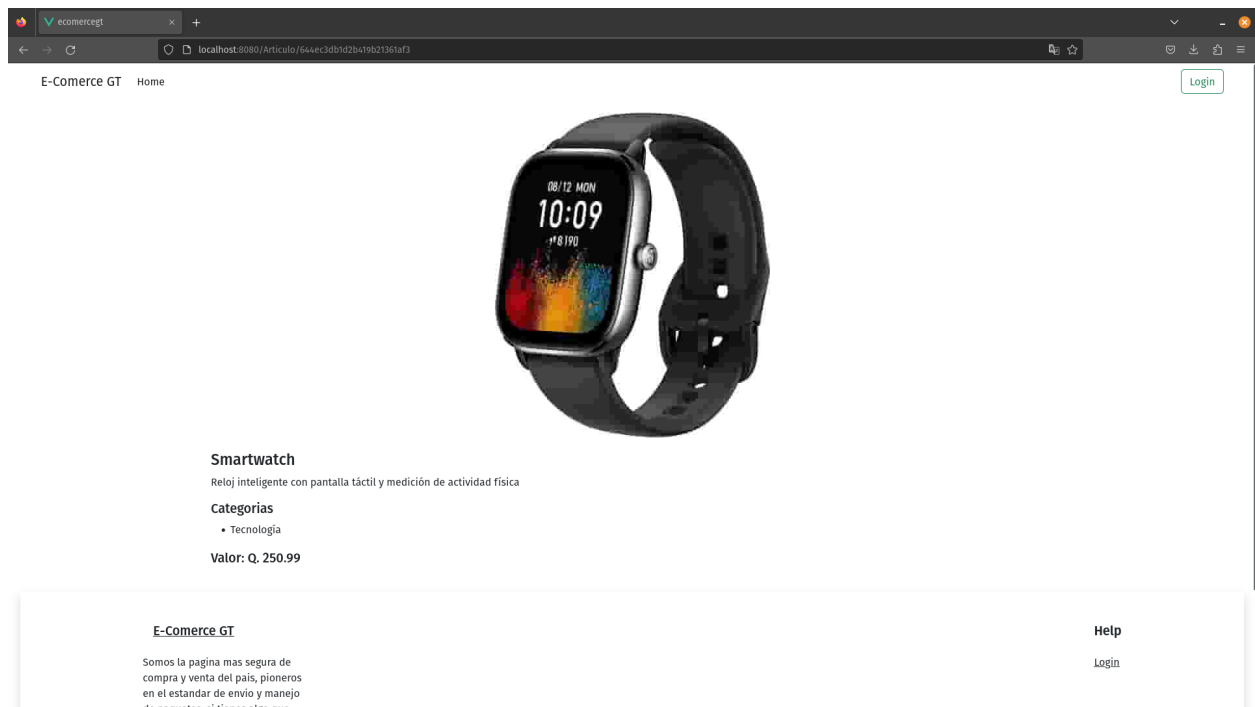 ecomercegt
localhost:8080/Articulo/644ec3db1d2b419b21361af3
E-Comerce GT Home Login
08/12 MON
10:09
8190
Smartwatch
Reloj inteligente con pantalla táctil y medición de actividad física
Categorias
• Tecnología
Valor: Q. 250.99
E-Comerce GT
Somos la pagina mas segura de
compra y venta del pais, pioneros
en el estandar de envio y manejo
Help
Login